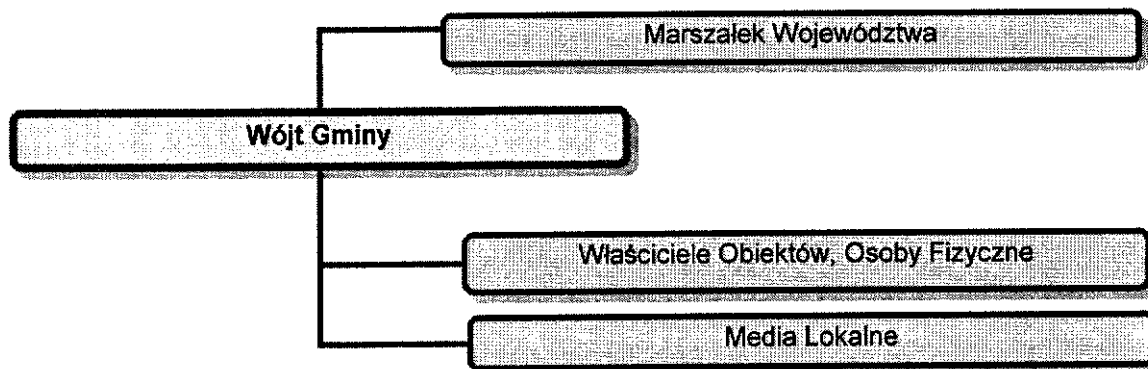 Marszałek Województwa
Wójt Gminy
Właściciele Obiektów, Osoby Fizyczne
Media Lokalne